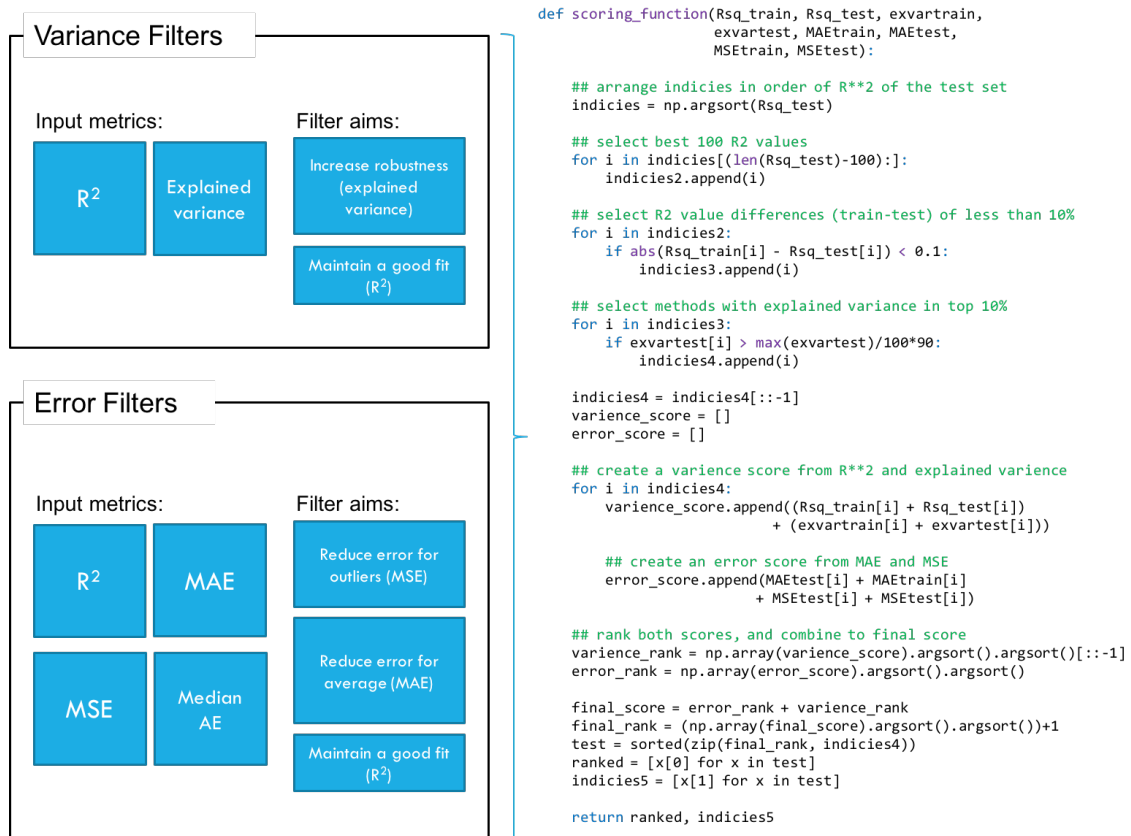 Variance Filters
Input metrics:
R²
Explained
variance
Filter aims:
Increase robustness
(explained
variance)
Maintain a good fit
(R²)
Error Filters
Input metrics:
R²
MAE
MSE
Median
AE
Filter aims:
Reduce error for
outliers (MSE)
Reduce error for
average (MAE)
Maintain a good fit
(R²)
def scoring_function(Rsq_train, Rsq_test, exvartrain,
                     exvartest, MAEtrain, MAEtest,
                     MSEtrain, MSEtest):
    ## arrange indicies in order of R**2 of the test set
    indicies = np.argsort(Rsq_test)
    ## select best 100 R2 values
    for i in indicies[(len(Rsq_test)-100):]:
        indicies2.append(i)
    ## select R2 value differences (train-test) of less than 10%
    for i in indicies2:
        if abs(Rsq_train[i] - Rsq_test[i]) < 0.1:
            indicies3.append(i)
    ## select methods with explained variance in top 10%
    for i in indicies3:
        if exvartest[i] > max(exvartest)/100*90:
            indicies4.append(i)
    indicies4 = indicies4[::-1]
    varience_score = []
    error_score = []
    ## create a varience score from R**2 and explained varience
    for i in indicies4:
        varience_score.append((Rsq_train[i] + Rsq_test[i])
                            + (exvartrain[i] + exvartest[i]))
        ## create an error score from MAE and MSE
        error_score.append(MAEtest[i] + MAEtrain[i]
                          + MSEtest[i] + MSEtest[i])
    ## rank both scores, and combine to final score
    varience_rank = np.array(varience_score).argsort().argsort()[::-1]
    error_rank = np.array(error_score).argsort().argsort()
    final_score = error_rank + varience_rank
    final_rank = (np.array(final_score).argsort().argsort())+1
    test = sorted(zip(final_rank, indicies4))
    ranked = [x[0] for x in test]
    indicies5 = [x[1] for x in test]
    return ranked, indicies5